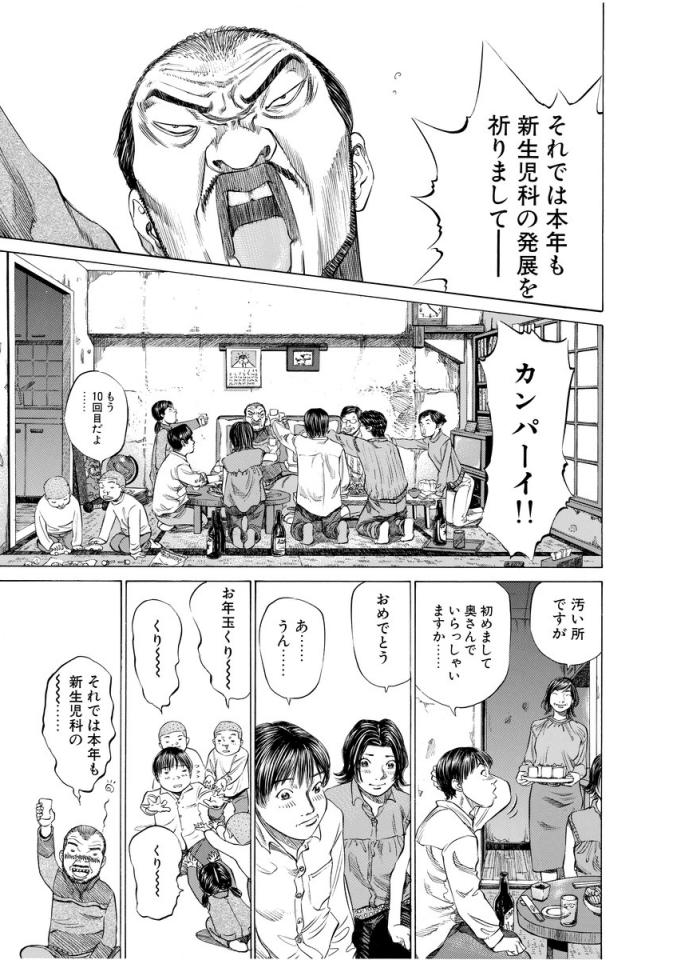 それでは本年も
新生児科の発展を
祈りまして――
カンパーイ!!
もう
10回目だよ
……
汚い所
ですが
初めまして
奥さんで
いらっしゃい
ますか……
おめでとう
あ……
うん……
お年玉くり〜〜〜
くり〜〜〜
くり〜〜〜
それでは本年も
新生児科の
〜〜……